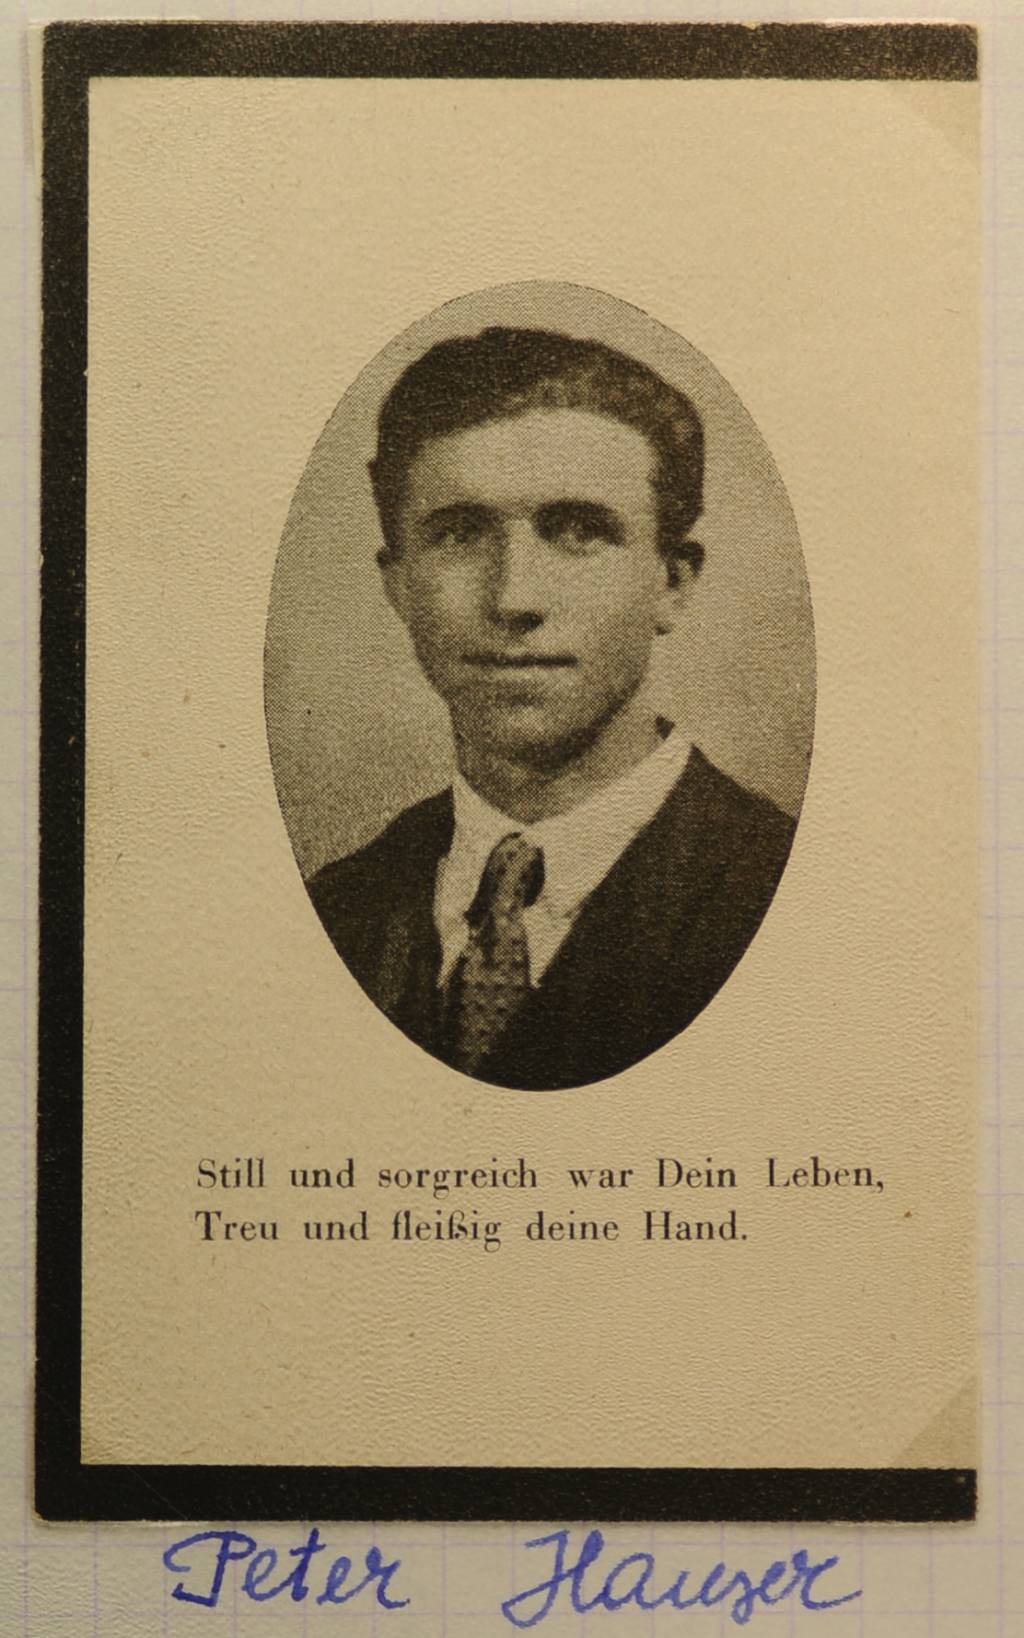 Still und sorgreich war Dein Leben,
Treu und fleißig deine Hand.
Peter Hauser